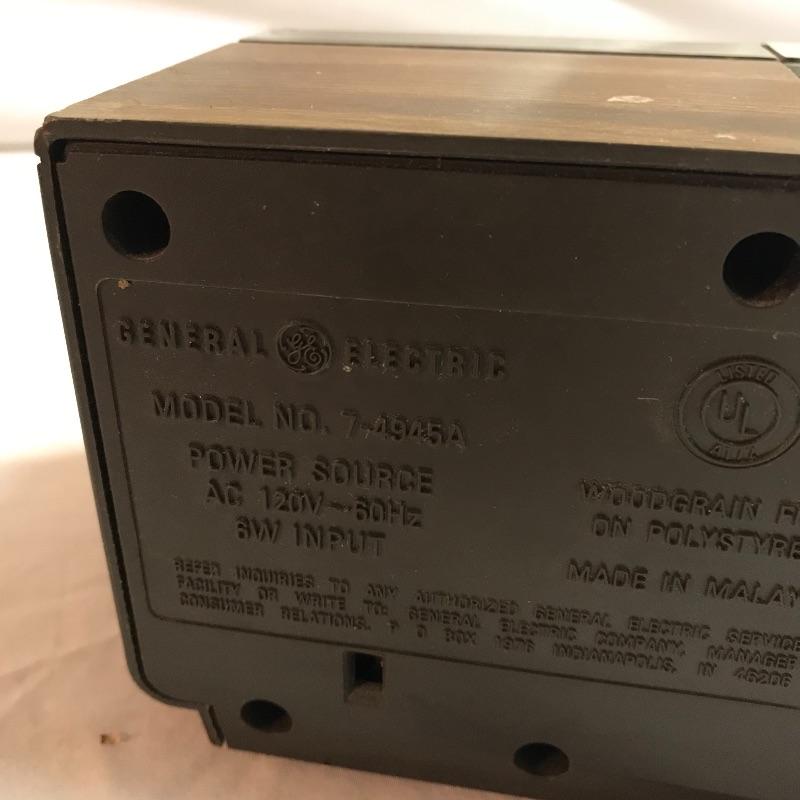 GENERAL GE ELECTRIC
MODEL NO. 7-4945A
POWER SOURCE
AC 120V~60Hz
6W INPUT
LISTED
UL
WOODGRAIN
ON
MADE IN
REFER INQUIRIES TO ANY AUTHORIZED GENERAL ELECTRIC SERVICE
FACILITY OR WRITE TO: GENERAL ELECTRIC COMPANY, MANAGER
CONSUMER RELATIONS. P O BOX 1976 INDIANAPOLIS, IN 46206